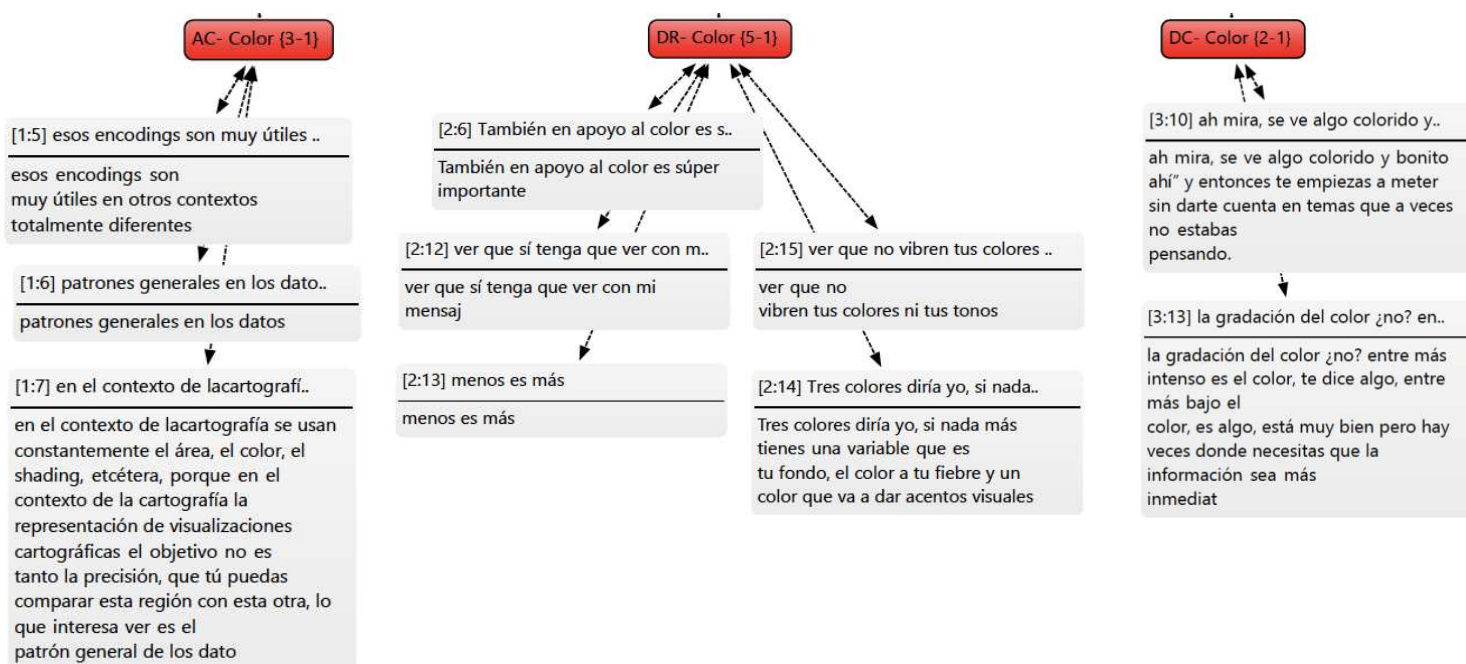 AC- Color {3-1}
[1:5] esos encodings son muy útiles ..
esos encodings son
muy útiles en otros contextos
totalmente diferentes
[1:6] patrones generales en los dato..
patrones generales en los datos
[1:7] en el contexto de lacartografí..
en el contexto de lacartografía se usan
constantemente el área, el color, el
shading, etcétera, porque en el
contexto de la cartografía la
representación de visualizaciones
cartográficas el objetivo no es
tanto la precisión, que tú puedas
comparar esta región con esta otra, lo
que interesa ver es el
patrón general de los dato
DR- Color {5-1}
[2:6] También en apoyo al color es s..
También en apoyo al color es súper
importante
[2:12] ver que sí tenga que ver con m..
ver que sí tenga que ver con mi
mensaj
[2:15] ver que no vibren tus colores ..
ver que no
vibren tus colores ni tus tonos
[2:13] menos es más
menos es más
[2:14] Tres colores diría yo, si nada..
Tres colores diría yo, si nada más
tienes una variable que es
tu fondo, el color a tu fiebre y un
color que va a dar acentos visuales
DC- Color {2-1}
[3:10] ah mira, se ve algo colorido y..
ah mira, se ve algo colorido y bonito
ahí” y entonces te empiezas a meter
sin darte cuenta en temas que a veces
no estabas
pensando.
[3:13] la gradación del color ¿no? en..
la gradación del color ¿no? entre más
intenso es el color, te dice algo, entre
más bajo el
color, es algo, está muy bien pero hay
veces donde necesitas que la
información sea más
inmediat